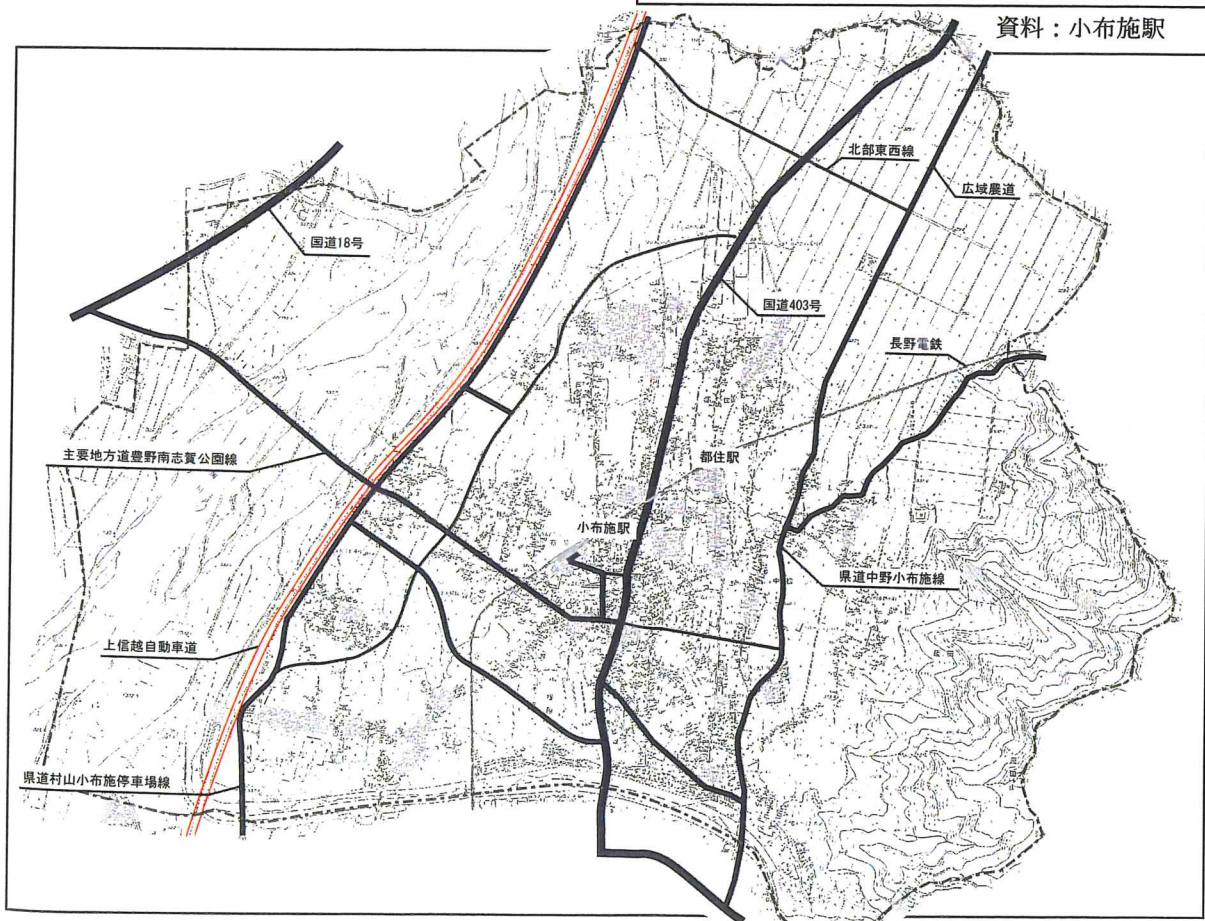 資料：小布施駅
北部東西線
広域農道
国道18号
国道403号
長野電鉄
主要地方道豊野南志賀公園線
都住駅
小布施駅
県道中野小布施線
上信越自動車道
県道村山小布施停車場線